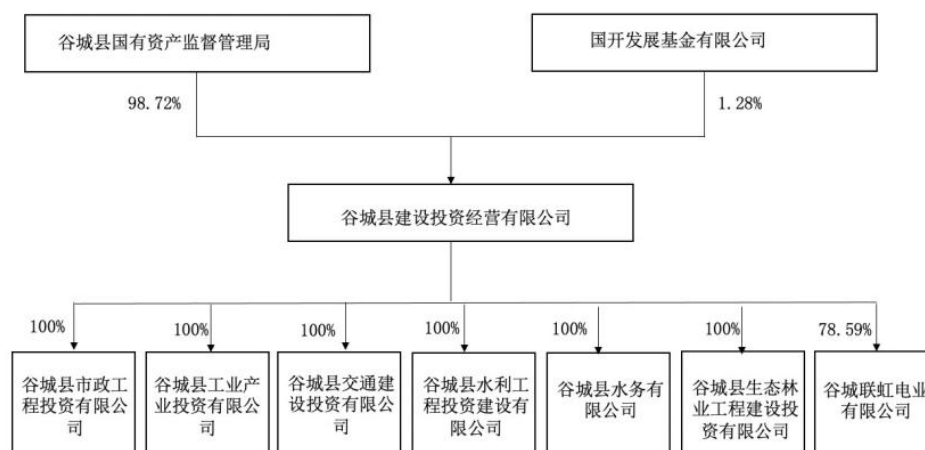 谷城县国有资产监督管理局
国开发展基金有限公司
98.72%
1.28%
谷城县建设投资经营有限公司
100%
100%
100%
100%
100%
100%
78.59%
谷城县市政工
程投资有限公
司
谷城县工业产
业投资有限公
司
谷城县交通建
设投资有限公
司
谷城县水利工
程投资建设有
限公司
谷城县水务有
限公司
谷城县生态林
业工程建设投
资有限公司
谷城联虹电业
有限公司